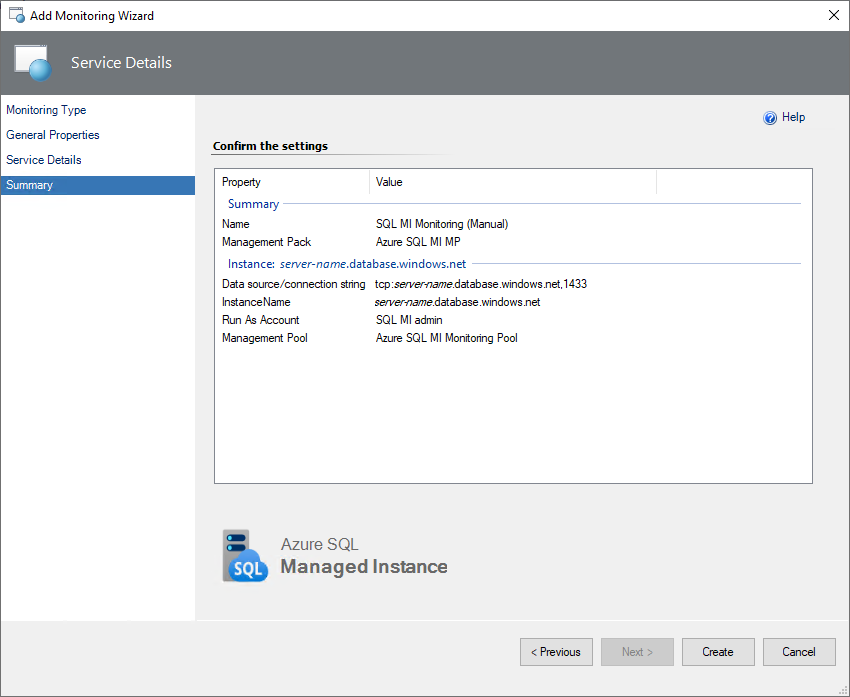 Add Monitoring Wizard
Service Details
Monitoring Type
General Properties
Service Details
Summary
Help
Confirm the settings
Property Value
Summary
Name SQL MI Monitoring (Manual)
Management Pack Azure SQL MI MP
Instance: server-name.database.windows.net
Data source/connection string tcp:server-name.database.windows.net,1433
InstanceName server-name.database.windows.net
Run As Account SQL MI admin
Management Pool Azure SQL MI Monitoring Pool
SQL
Azure SQL
Managed Instance
< Previous Next > Create Cancel